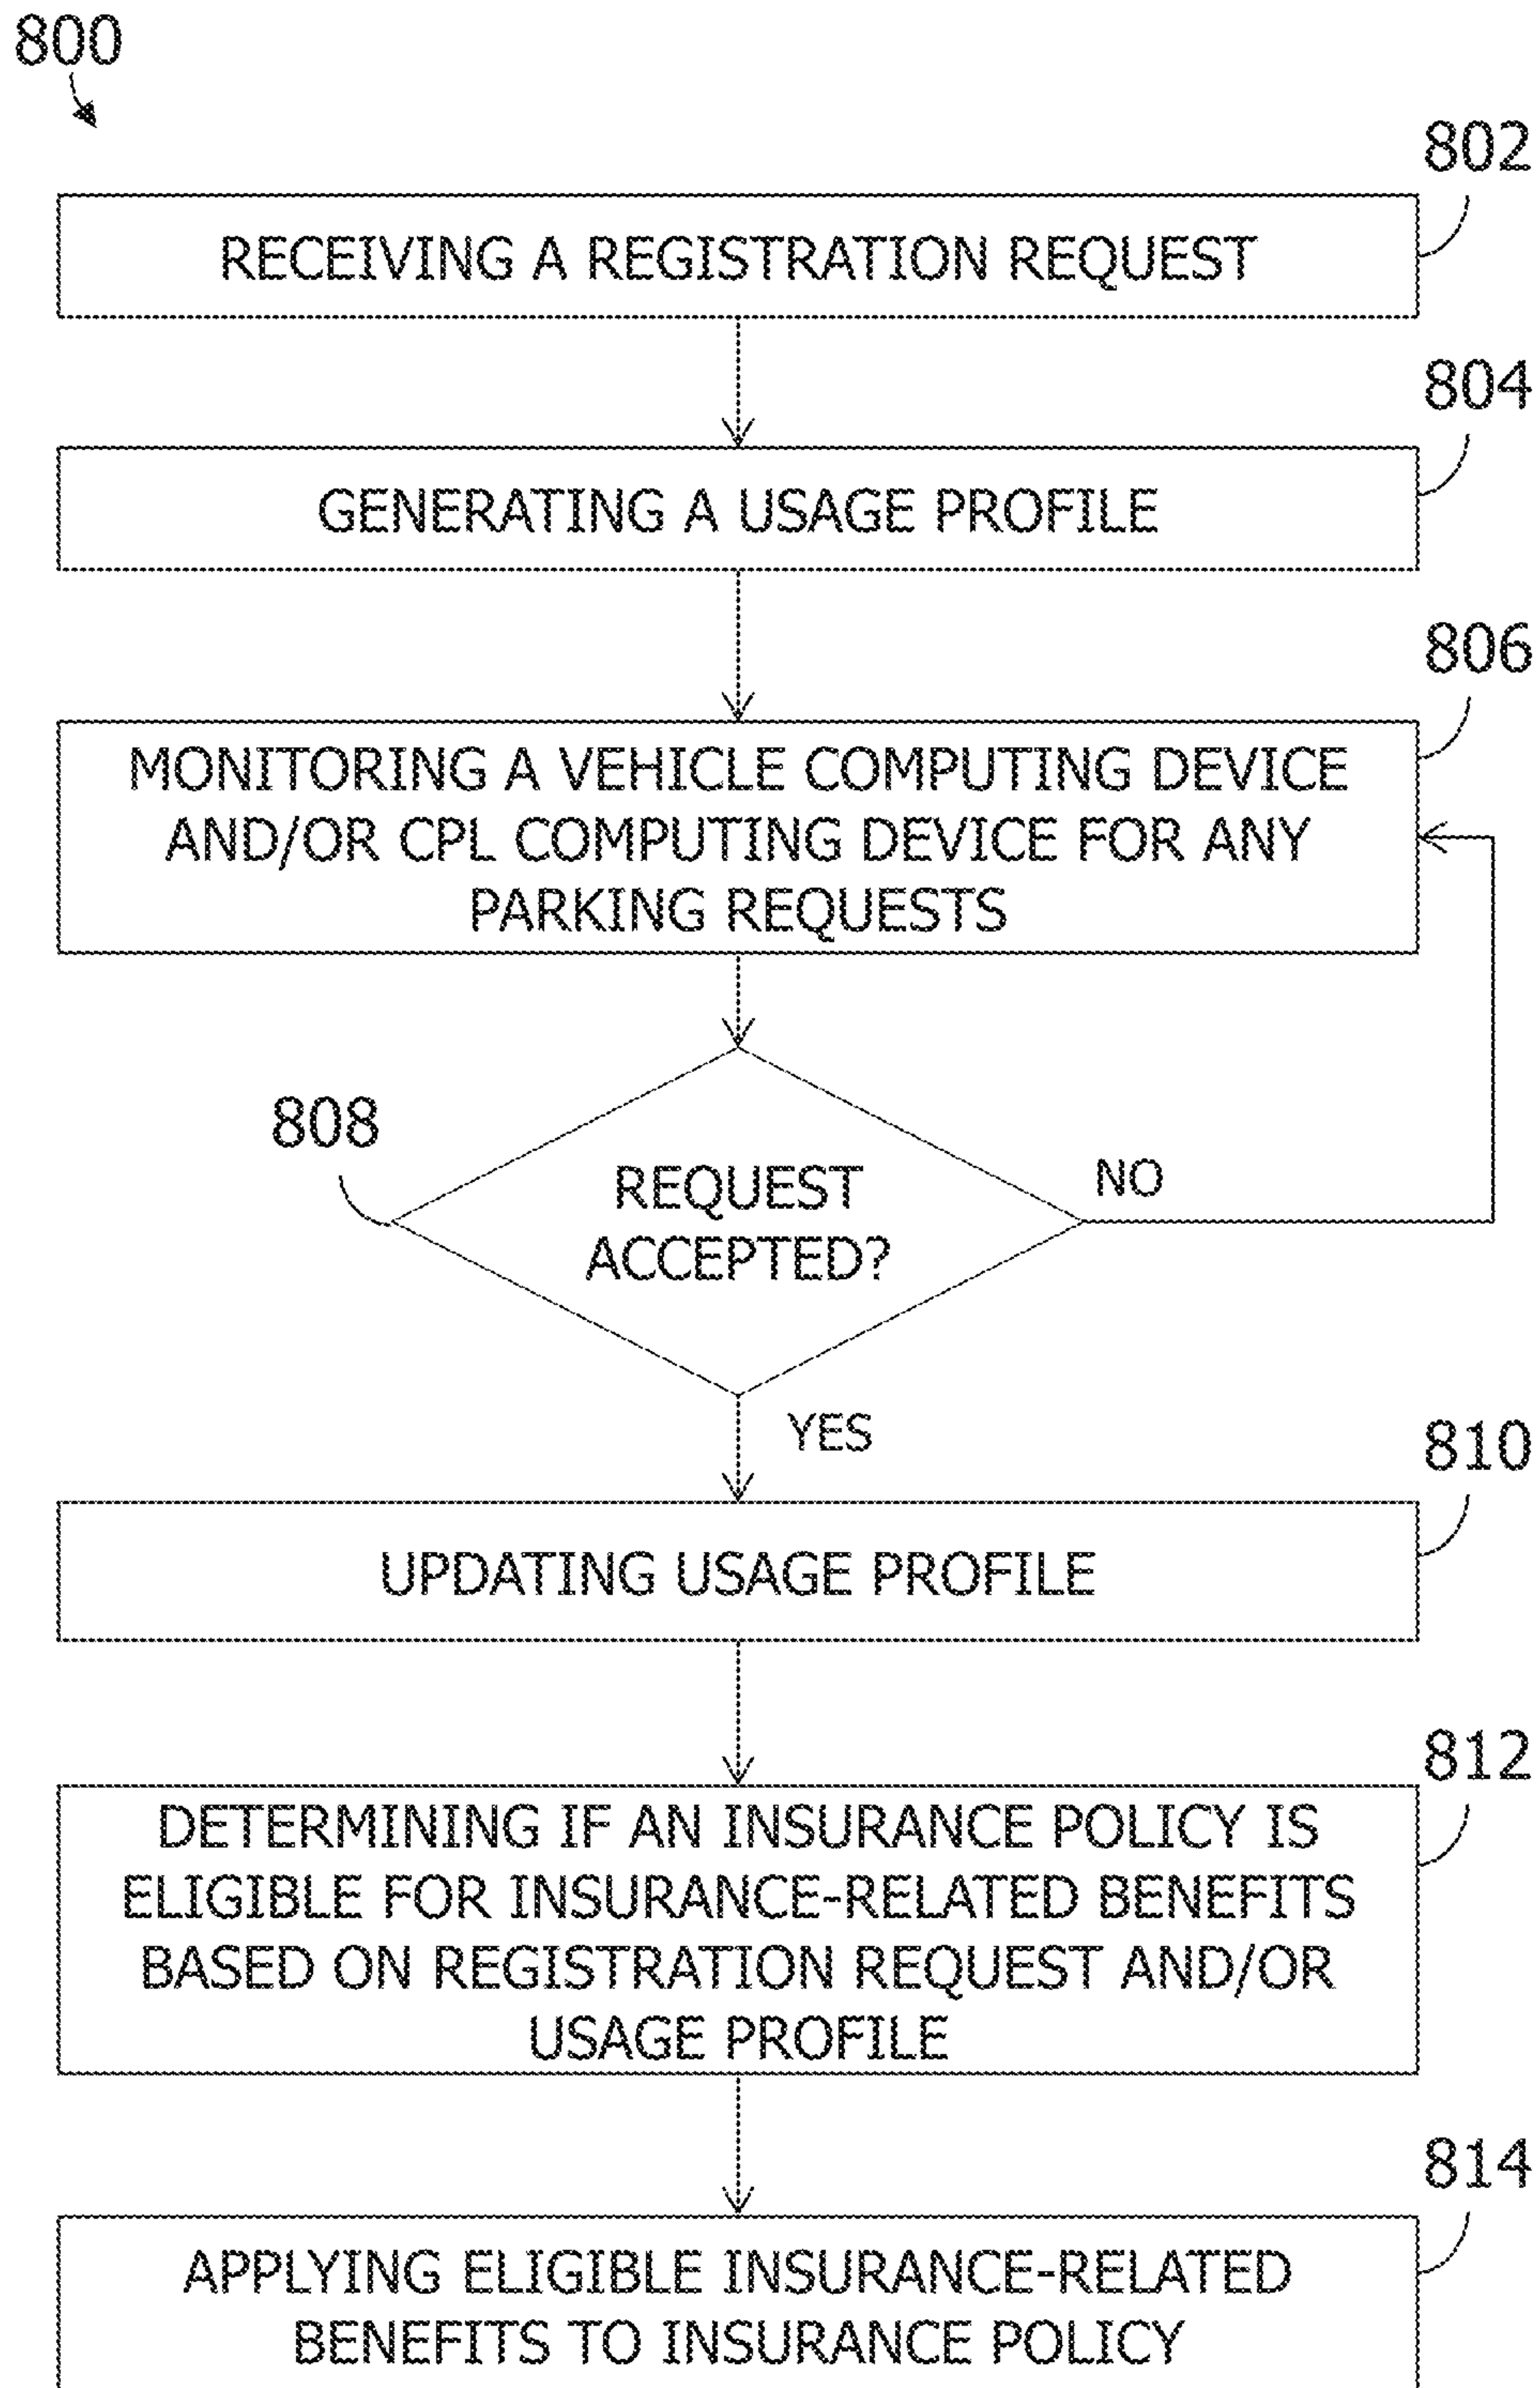 800
802
RECEIVING A REGISTRATION REQUEST
804
GENERATING A USAGE PROFILE
806
MONITORING A VEHICLE COMPUTING DEVICE
AND/OR CPL COMPUTING DEVICE FOR ANY
PARKING REQUESTS
808
REQUEST
ACCEPTED?
NO
YES
810
UPDATING USAGE PROFILE
812
DETERMINING IF AN INSURANCE POLICY IS
ELIGIBLE FOR INSURANCE-RELATED BENEFITS
BASED ON REGISTRATION REQUEST AND/OR
USAGE PROFILE
814
APPLYING ELIGIBLE INSURANCE-RELATED
BENEFITS TO INSURANCE POLICY